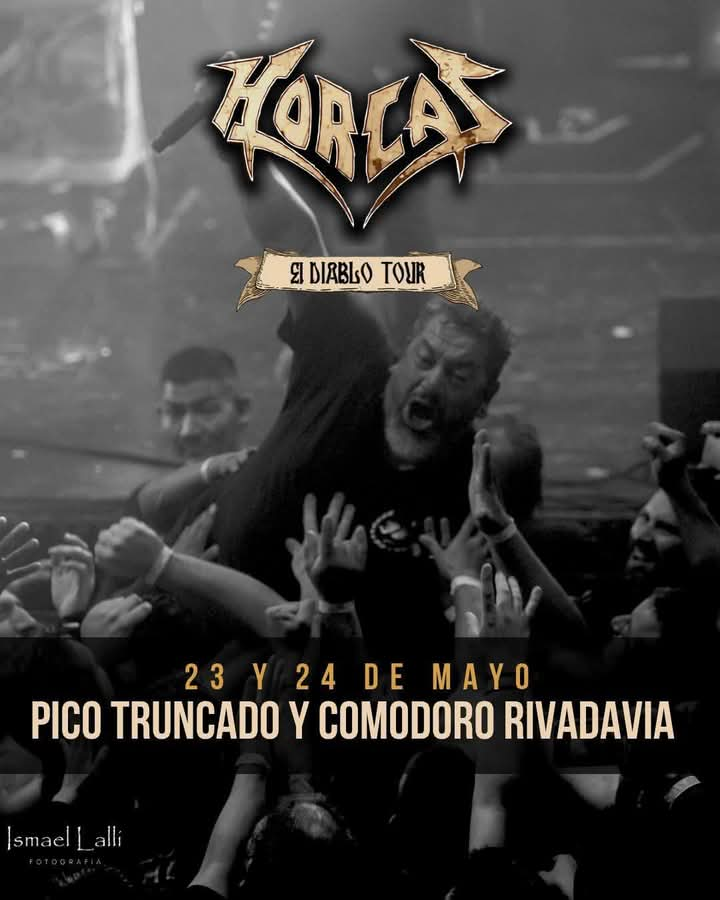 HORCAS
El DIABLO TOUR
23 Y 24 DE MAYO
PICO TRUNCADO Y COMODORO RIVADAVIA
Ismael Lalli
FOTOGRAFIA